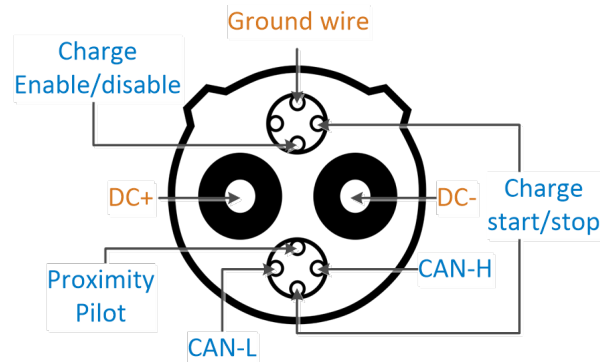 Ground wire
Charge
Enable/disable
DC+
DC-
Charge
start/stop
Proximity
Pilot
CAN-H
CAN-L